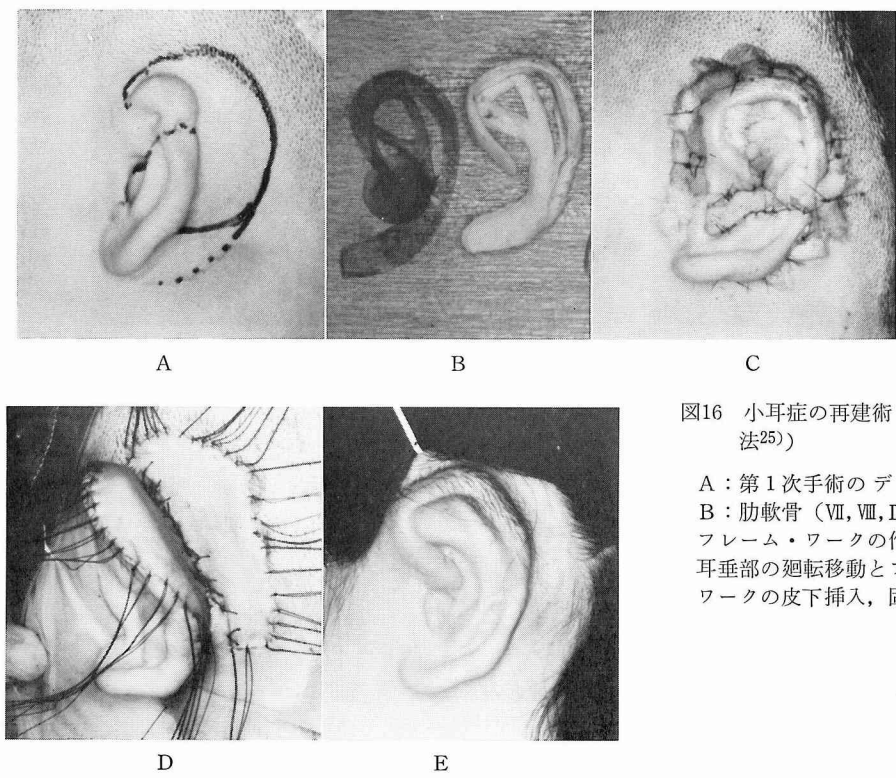 A
B
C
D
E
図16 小耳症の再建術
法25))
A：第1次手術の デ
B：肋軟骨（Ⅶ, Ⅷ,
フレーム・ワークの
耳垂部の廻転移動と
ワークの皮下挿入，